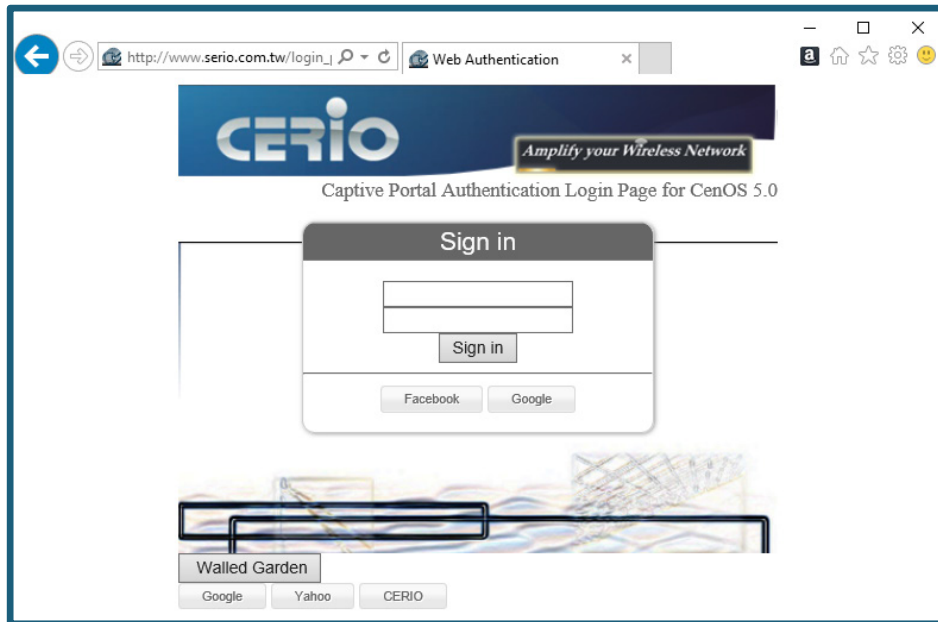 http://www.serio.com.tw/login_
Web Authentication
CERIO
Amplify your Wireless Network
Captive Portal Authentication Login Page for CenOS 5.0
Sign in
Sign in
Facebook Google
Walled Garden
Google Yahoo CERIO